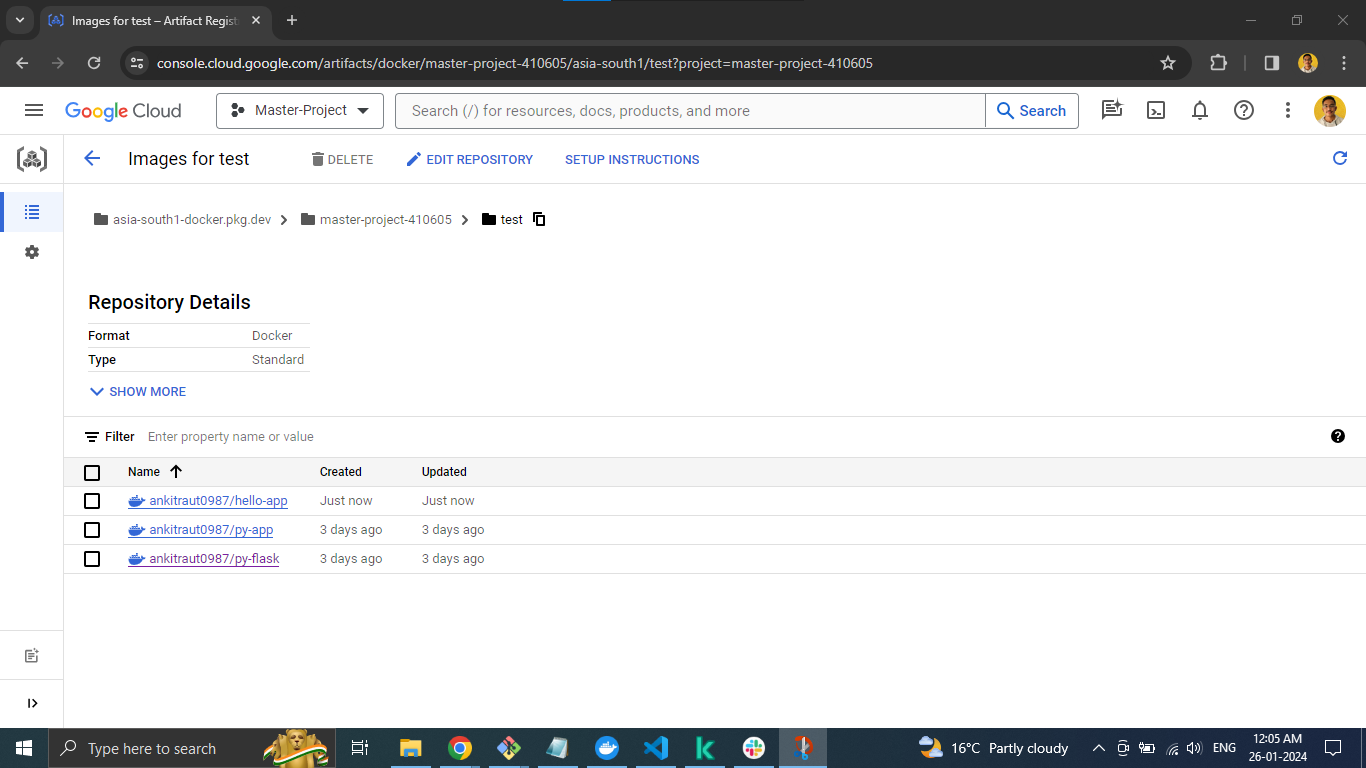 Images for test – Artifact Regist
console.cloud.google.com/artifacts/docker/master-project-410605/asia-south1/test?project=master-project-410605
Google Cloud
Master-Project
Search (/) for resources, docs, products, and more
Search
Images for test
DELETE
EDIT REPOSITORY
SETUP INSTRUCTIONS
asia-south1-docker.pkg.dev
master-project-410605
test
Repository Details
Format Docker
Type Standard
SHOW MORE
Filter Enter property name or value
Name Created Updated
ankitraut0987/hello-app Just now Just now
ankitraut0987/py-app 3 days ago 3 days ago
ankitraut0987/py-flask 3 days ago 3 days ago
Type here to search
16°C Partly cloudy
ENG
12:05 AM
26-01-2024